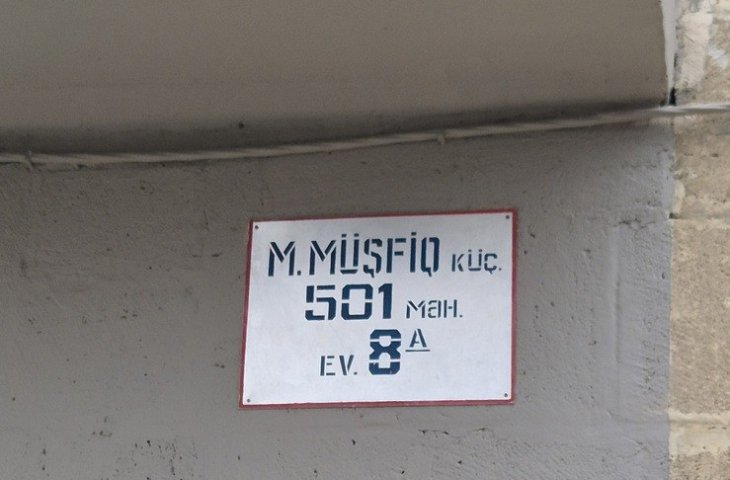 M. MÜŞFİQ KÜÇ.
501 MƏH.
EV. 8A